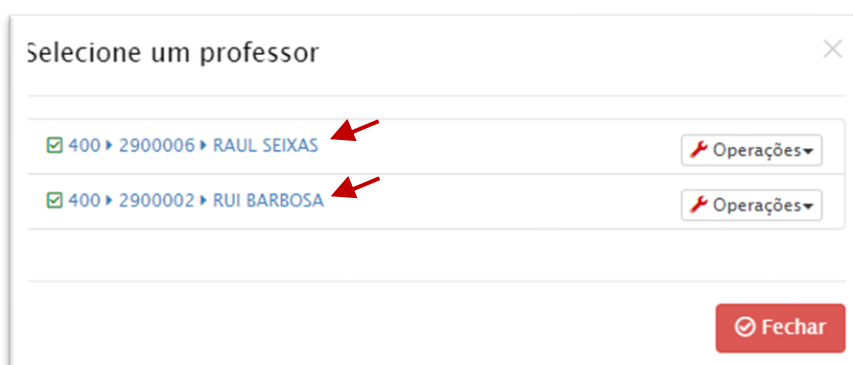 Selecione um professor
400 2900006 RAUL SEIXAS
Operações
400 2900002 RUI BARBOSA
Operações
Fechar